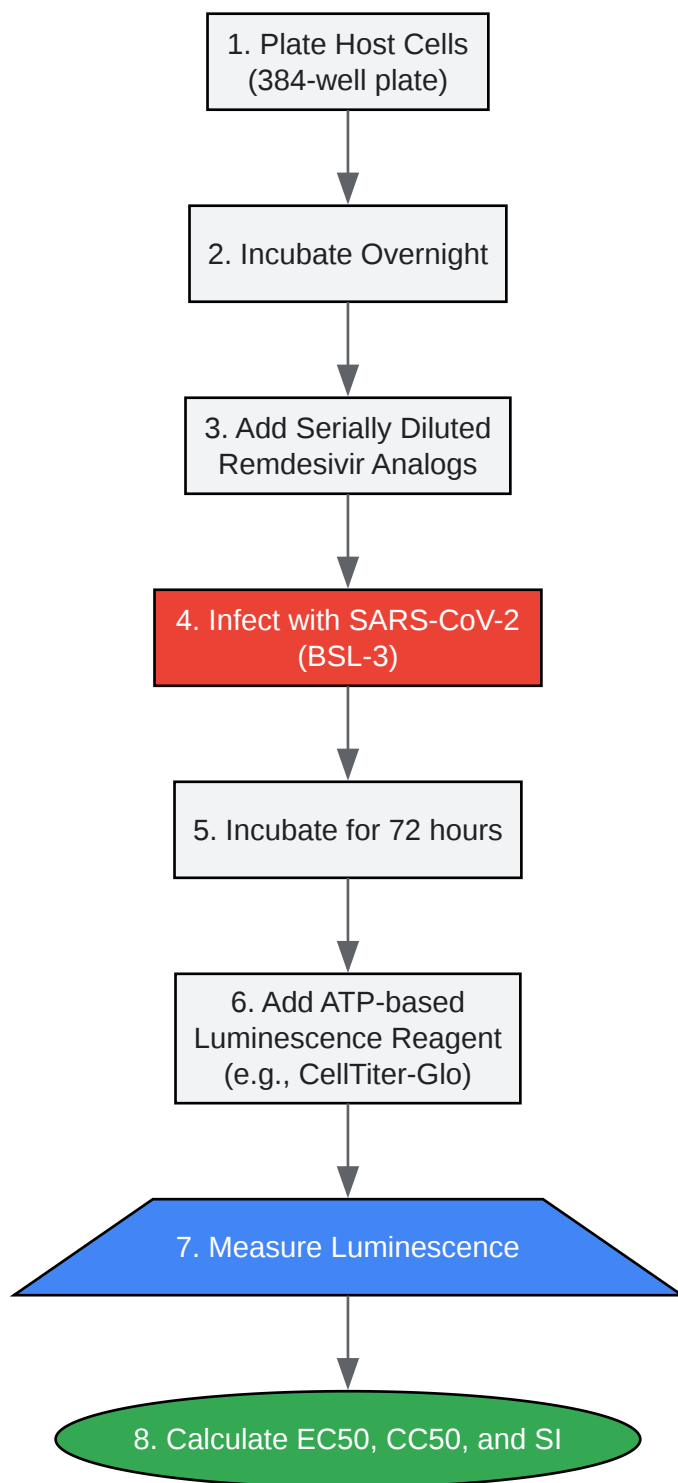 1. Plate Host Cells
(384-well plate)
2. Incubate Overnight
3. Add Serially Diluted
Remdesivir Analogs
4. Infect with SARS-CoV-2
(BSL-3)
5. Incubate for 72 hours
6. Add ATP-based
Luminescence Reagent
(e.g., CellTiter-Glo)
7. Measure Luminescence
8. Calculate EC50, CC50, and SI